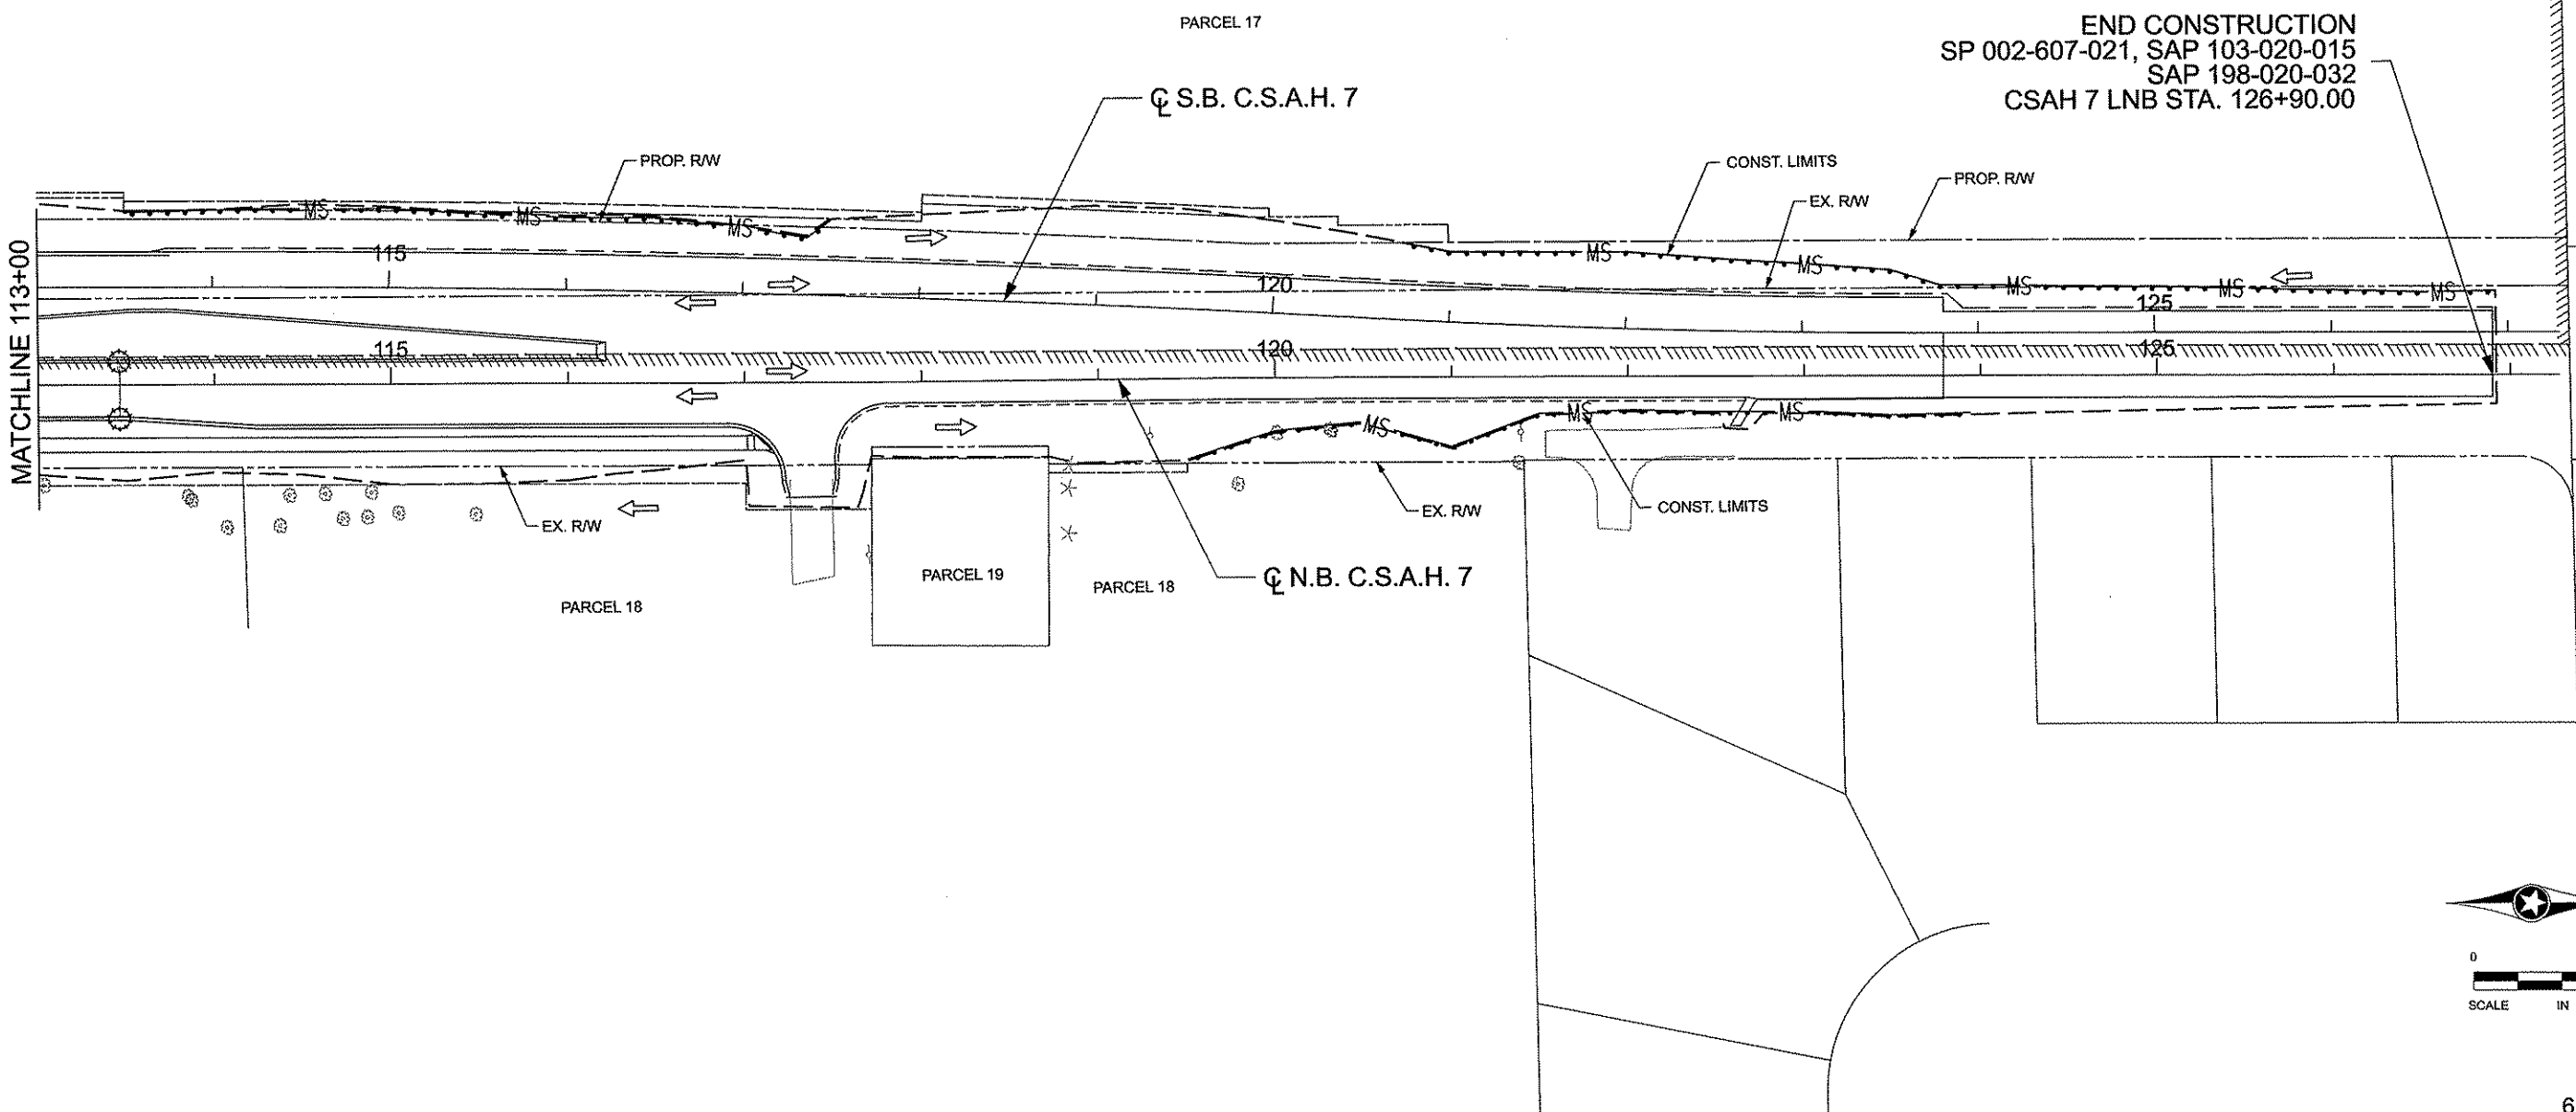 PARCEL 17
END CONSTRUCTION
SP 002-607-021, SAP 103-020-015
SAP 198-020-032
CSAH 7 LNB STA. 126+90.00
℄ S.B. C.S.A.H. 7
PROP. R/W
CONST. LIMITS
PROP. R/W
EX. R/W
MATCHLINE 113+00
MS
MS
MS
MS
MS
MS
MS
MS
115
120
125
115
120
125
MS
MS
MS
EX. R/W
EX. R/W
CONST. LIMITS
℄ N.B. C.S.A.H. 7
PARCEL 19
PARCEL 18
PARCEL 18
0
SCALE IN
6